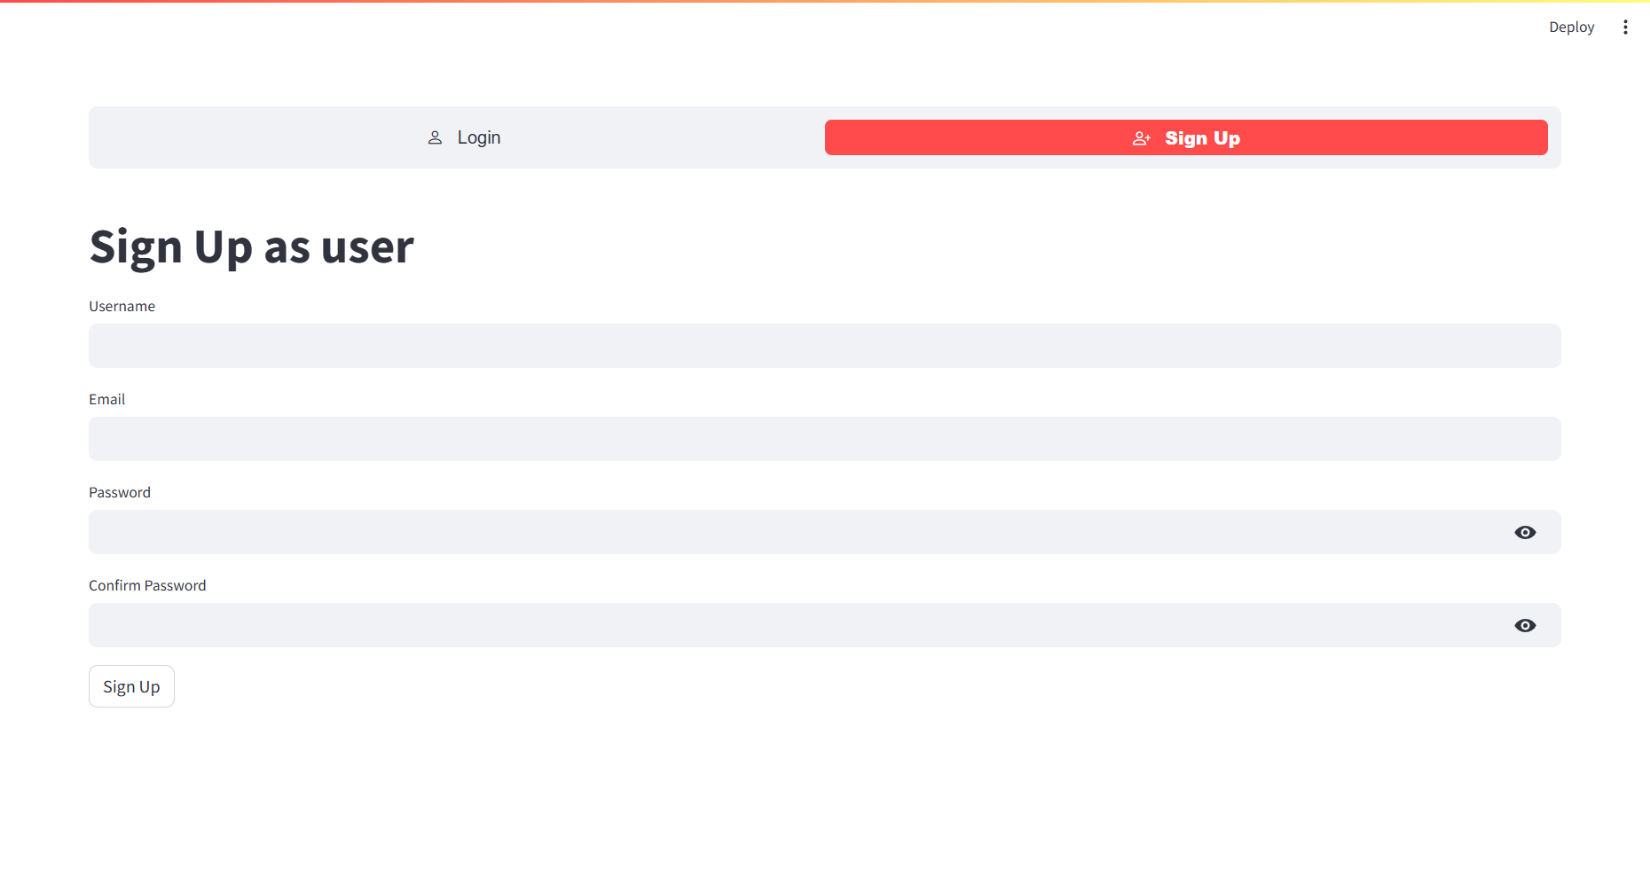 Deploy
Login
Sign Up
Sign Up as user
Username
Email
Password
Confirm Password
Sign Up